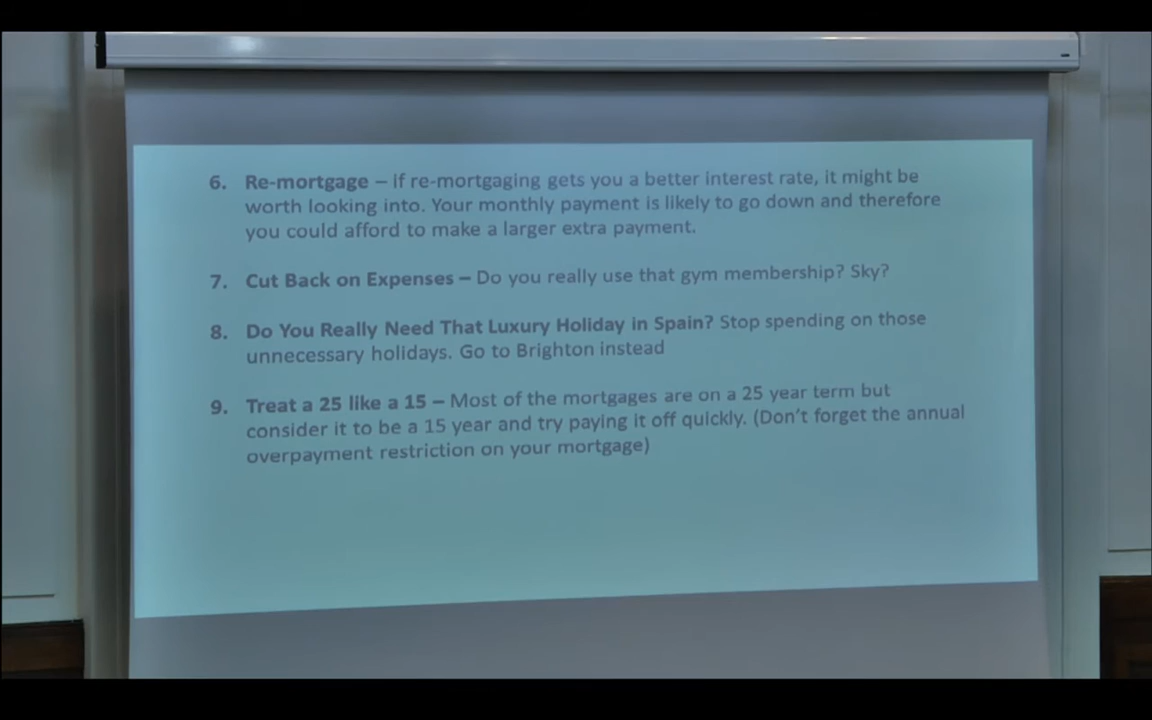 6. Re-mortgage – If re-mortgaging gets you a better interest rate, it might be
worth looking into. Your monthly payment is likely to go down and therefore
you could afford to make a larger extra payment.
7. Cut Back on Expenses – Do you really use that gym membership? Sky?
8. Do You Really Need That Luxury Holiday in Spain? Stop spending on those
unnecessary holidays. Go to Brighton instead
9. Treat a 25 like a 15 – Most of the mortgages are on a 25 year term but
consider it to be a 15 year and try paying it off quickly. (Don't forget the annual
overpayment restriction on your mortgage)